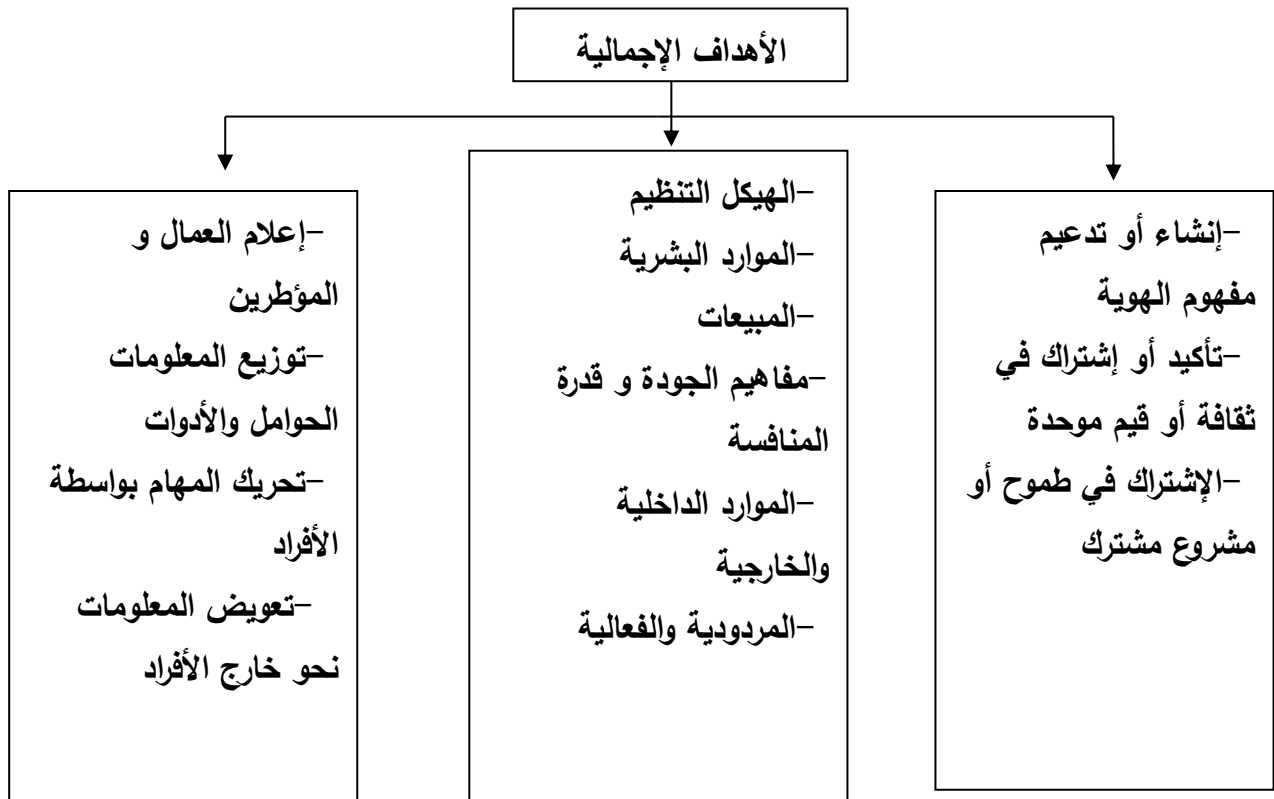 الأهداف الإجمالية
-إنشاء أو تدعيم
مفهوم الهوية
-تأكيد أو إشتراك في
ثقافة أو قيم موحدة
-الإشتراك في طموح أو
مشروع مشترك
-الهيكل التنظيم
-الموارد البشرية
-المبيعات
-مفاهيم الجودة و قدرة
المنافسة
-الموارد الداخلية
والخارجية
-المردودية والفعالية
-إعلام العمال و
المؤطرين
-توزيع المعلومات
الحوامل والأدوات
-تحريك المهام بواسطة
الأفراد
-تعويض المعلومات
نحو خارج الأفراد